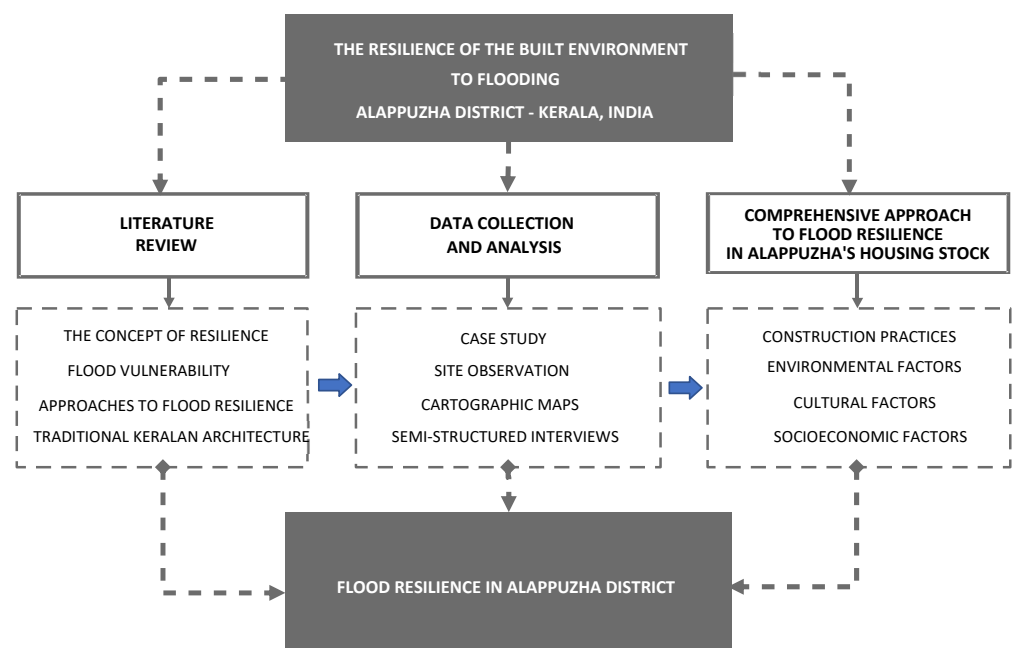 THE RESILIENCE OF THE BUILT ENVIRONMENT
TO FLOODING
ALAPPUZHA DISTRICT - KERALA, INDIA
LITERATURE
REVIEW
DATA COLLECTION
AND ANALYSIS
COMPREHENSIVE APPROACH
TO FLOOD RESILIENCE
IN ALAPPUZHA'S HOUSING STOCK
THE CONCEPT OF RESILIENCE
FLOOD VULNERABILITY
APPROACHES TO FLOOD RESILIENCE
TRADITIONAL KERALAN ARCHITECTURE
CASE STUDY
SITE OBSERVATION
CARTOGRAPHIC MAPS
SEMI-STRUCTURED INTERVIEWS
CONSTRUCTION PRACTICES
ENVIRONMENTAL FACTORS
CULTURAL FACTORS
SOCIOECONOMIC FACTORS
FLOOD RESILIENCE IN ALAPPUZHA DISTRICT